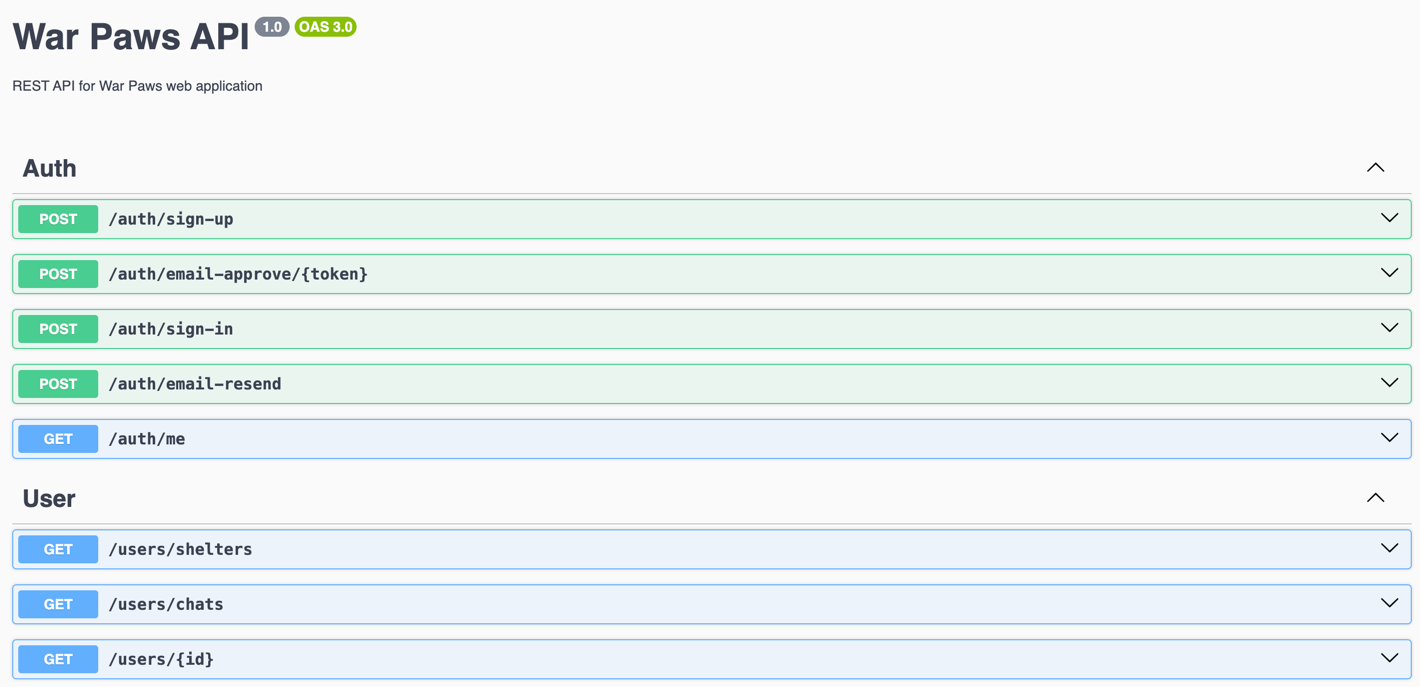 War Paws API 1.0 OAS 3.0
REST API for War Paws web application
Auth
POST /auth/sign-up
POST /auth/email-approve/{token}
POST /auth/sign-in
POST /auth/email-resend
GET /auth/me
User
GET /users/shelters
GET /users/chats
GET /users/{id}